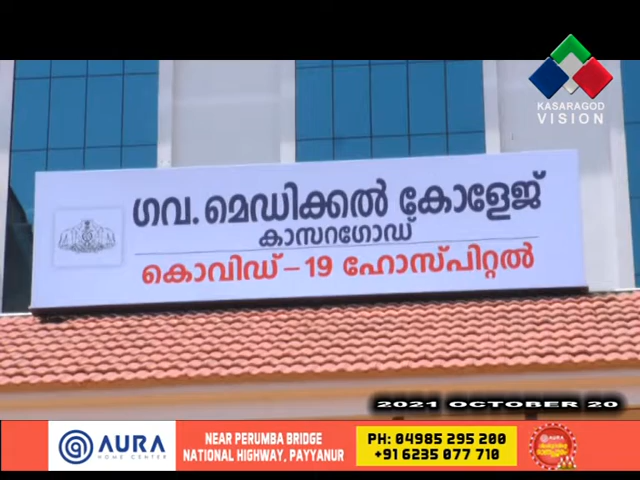 KASARAGOD
VISION
ഗവ. മെഡിക്കൽ കോളേജ്
കാസറഗോഡ്
കൊവിഡ് - 19 ഹോസ്പിറ്റൽ
2021 OCTOBER 20
AURA
HOME CENTER
NEAR PERUMBA BRIDGE
NATIONAL HIGHWAY, PAYYANUR
PH: 04985 295 200
+91 6235 077 710
AURA